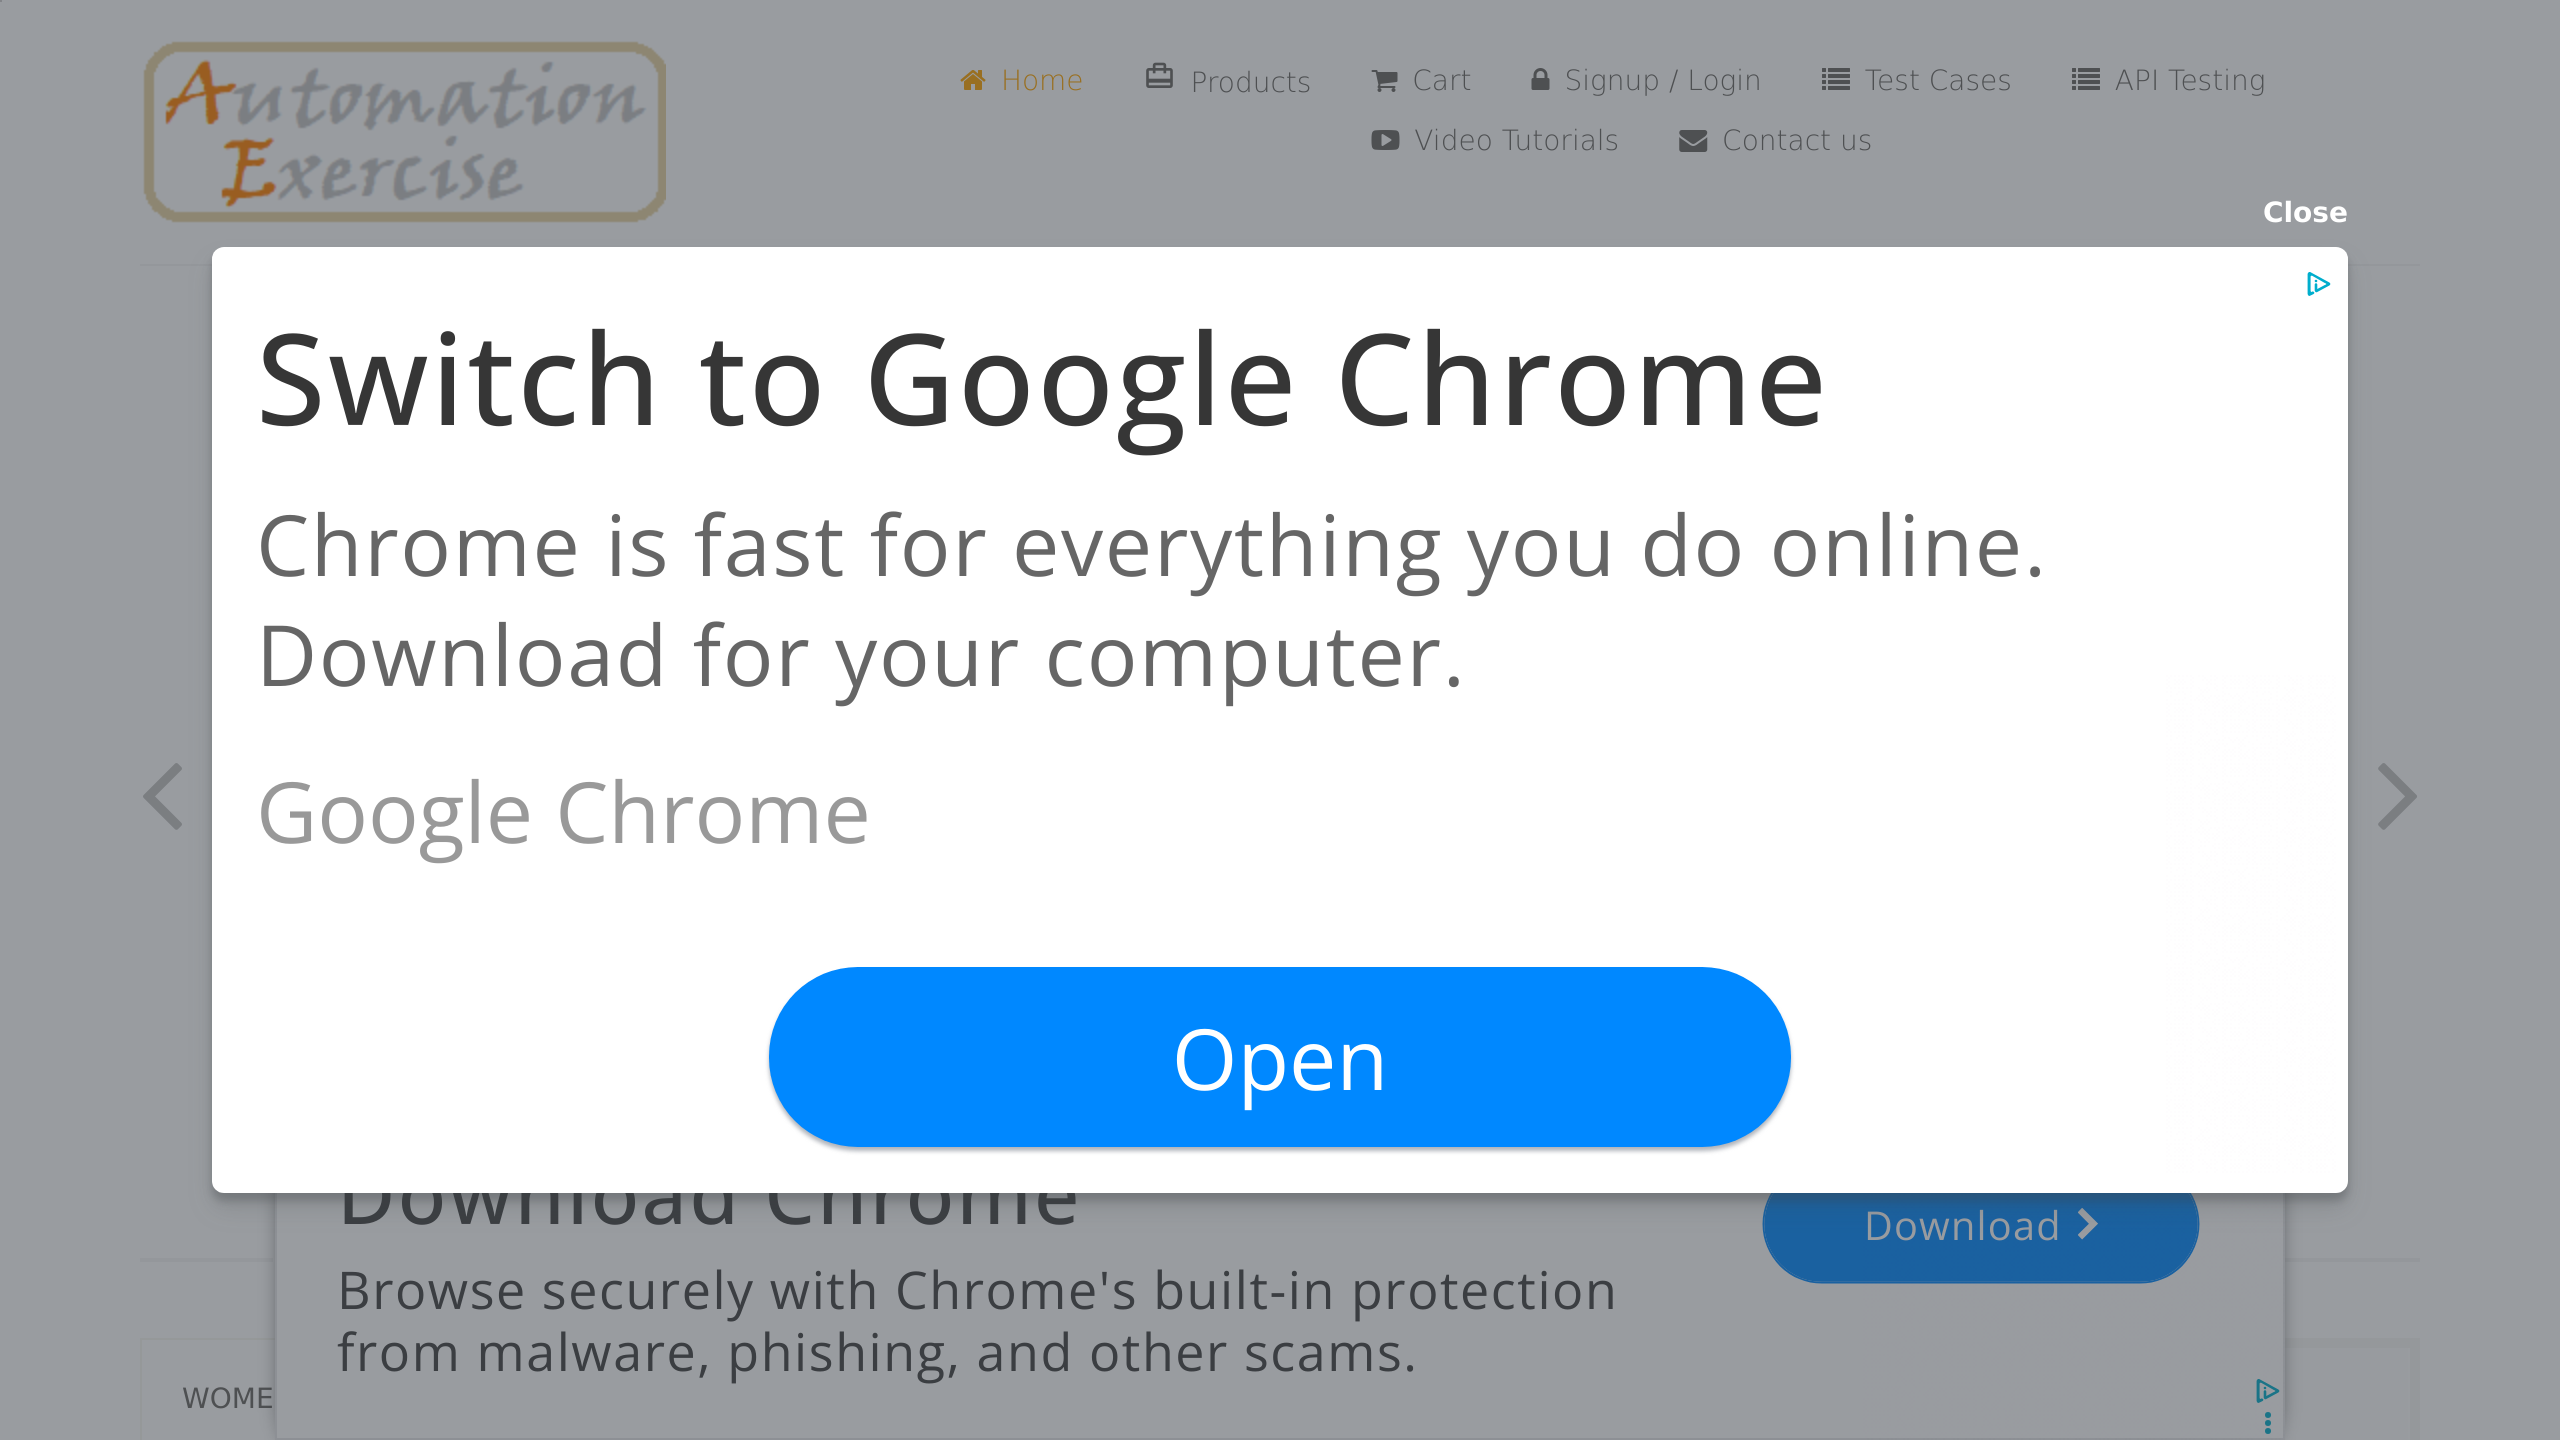 Automation
Exercise
Home
Products
Cart
Signup / Login
Test Cases
API Testing
Video Tutorials
Contact us
Close
Switch to Google Chrome
Chrome is fast for everything you do online.
Download for your computer.
Google Chrome
Open
Download Chrome
Download
Browse securely with Chrome's built-in protection
from malware, phishing, and other scams.
WOME